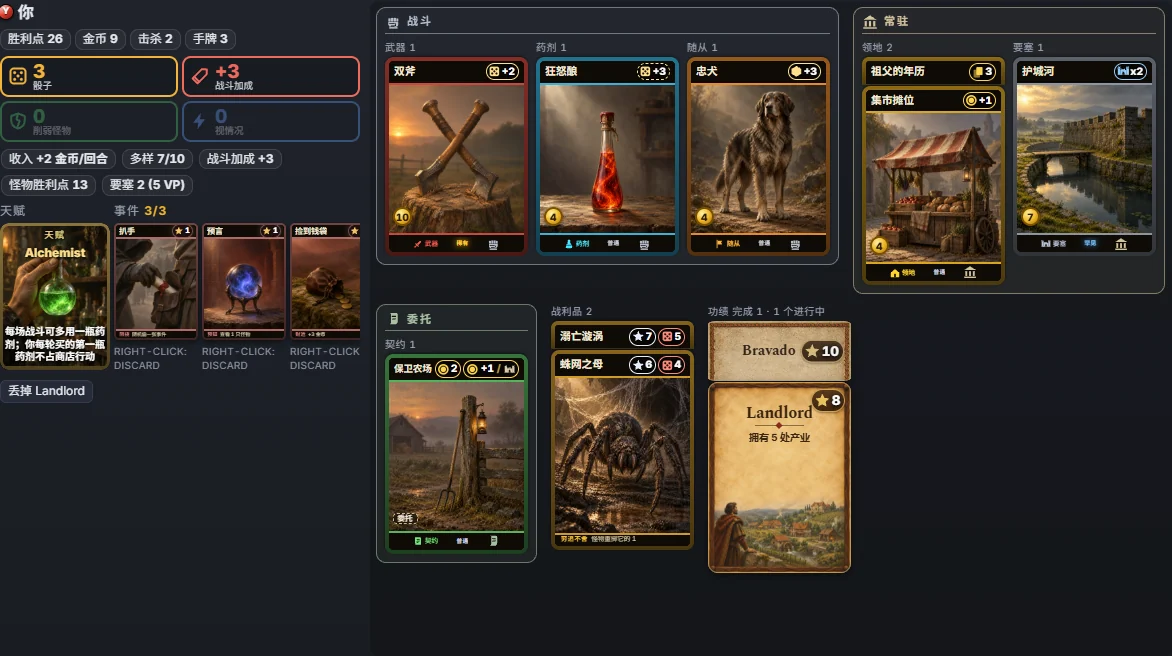 你
胜利点 26
金币 9
击杀 2
手牌 3
3
骰子
+3
战斗加成
0
削弱怪物
0
视情况
收入 +2 金币/回合
多样 7/10
战斗加成 +3
怪物胜利点 13
要塞 2 (5 VP)
天赋
事件 3/3
天赋
Alchemist
每场战斗可多用一瓶药
剂；你每轮买的第一瓶
药剂不占商店行动
扒手
1
RIGHT-CLICK:
DISCARD
预言
1
RIGHT-CLICK:
DISCARD
捡到钱袋
RIGHT-CLICK
DISCARD
丢掉 Landlord
战斗
武器 1
双斧
+2
10
武器
稀有
药剂 1
狂怒酿
+3
4
药剂
普通
随从 1
忠犬
+3
4
随从
普通
常驻
领地 2
祖父的年历
3
集市摊位
+1
4
领地
普通
要塞 1
护城河
x2
7
要塞
罕见
委托
契约 1
保卫农场
2
+1 /
委托
契约
普通
战利品 2
溺亡漩涡
7
5
蛛网之母
6
4
功绩 完成 1 · 1 个进行中
Bravado
10
Landlord
8
拥有 5 处产业